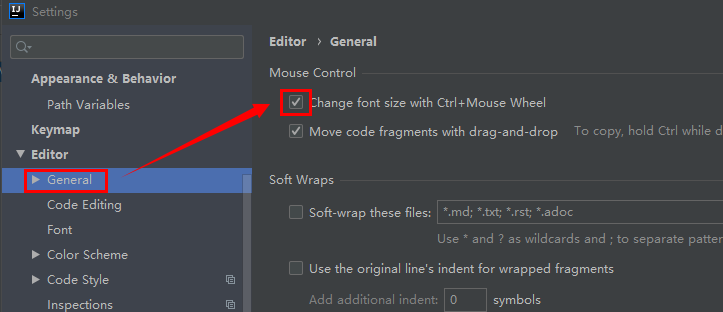 IJ
Settings
Appearance & Behavior
Path Variables
Keymap
Editor
General
Code Editing
Font
Color Scheme
Code Style
Inspections
Editor › General
Mouse Control
Change font size with Ctrl+Mouse Wheel
Move code fragments with drag-and-drop To copy, hold Ctrl while d
Soft Wraps
Soft-wrap these files: *.md; *.txt; *.rst; *.adoc
Use * and ? as wildcards and ; to separate patter
Use the original line's indent for wrapped fragments
Add additional indent: 0 symbols